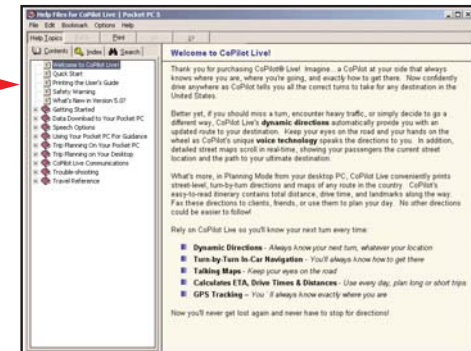 Help Files for CoPilot Live | Pocket PC 5
File Edit Bookmark Options Help
Help Topics Print
Contents Index Search
Welcome to CoPilot Live!
Quick Start
Printing the User's Guide
Safety Warning
What's New in Version 5.0?
Getting Started
Data Download to Your Pocket PC
Speech Options
Using Your Pocket PC For Guidance
Trip Planning On Your Pocket PC
Trip Planning on Your Desktop
CoPilot Live Communications
Trouble-shooting
Travel Reference
Welcome to CoPilot Live!
Thank you for purchasing CoPilot® Live! Imagine...a CoPilot at your side that always
knows where you are, where you're going, and exactly how to get there. Now confidently
drive anywhere as CoPilot tells you all the correct turns to take for any destination in the
United States.
Better yet, if you should miss a turn, encounter heavy traffic, or simply decide to go a
different way, CoPilot Live's dynamic directions automatically provide you with an
updated route to your destination. Keep your eyes on the road and your hands on the
wheel as CoPilot's unique voice technology speaks the directions to you. In addition,
detailed street maps scroll in real-time, showing your passengers the current street
location and the path to your ultimate destination.
What's more, in Planning Mode from your desktop PC, CoPilot Live conveniently prints
street-level, turn-by-turn directions and maps of any route in the country. CoPilot's
easy-to-read itinerary contains total distance, drive time, and landmarks along the way.
Fax these directions to clients, friends, or use them to plan your day. No other directions
could be easier to follow!
Rely on CoPilot Live so you'll know your next turn every time:
Dynamic Directions - Always know your next turn, whatever your location
Turn-by-Turn In-Car Navigation - You'll always know how to get there
Talking Maps - Keep your eyes on the road
Calculates ETA, Drive Times & Distances - Use every day, plan long or short trips
GPS Tracking – You´ll always know exactly where you are
Now you'll never get lost again and never have to stop for directions!